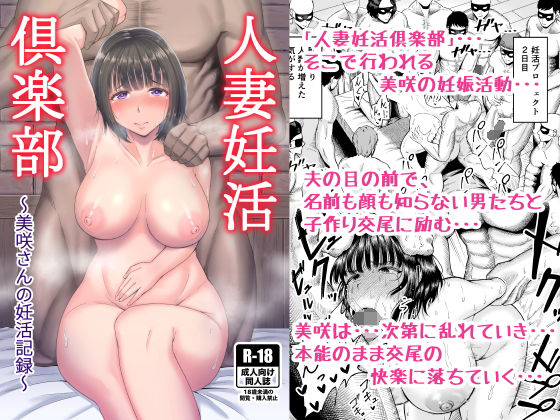 人妻妊活
倶楽部
～美咲さんの妊活記録～
R-18
成人向け
同人誌
18歳未満の
閲覧・購入禁止
妊活プロジェクト
2日目
「人妻妊活倶楽部」・・・
そこで行われる
美咲の妊娠活動・・・
夫の目の前で、
名前も顔も知らない男たちと
子作り交尾に励む・・・
美咲は・・・次第に乱れていき・・・
本能のまま交尾の
快楽に落ちていく・・・